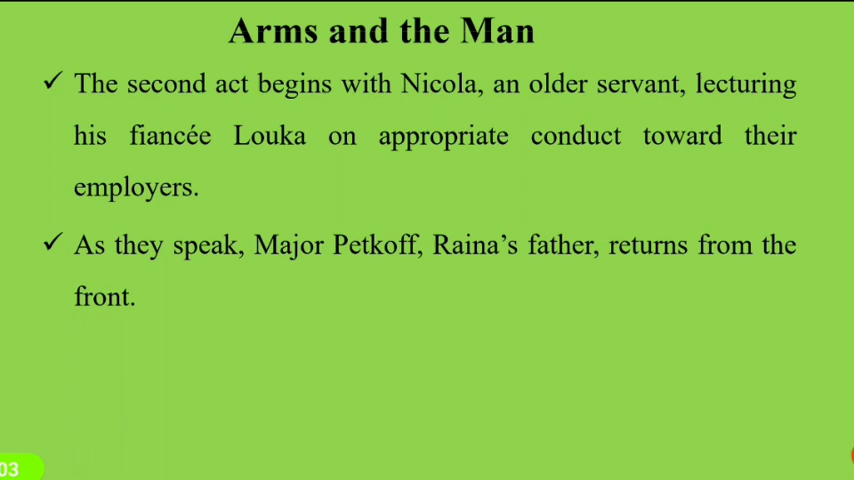 Arms and the Man
✓ The second act begins with Nicola, an older servant, lecturing
his fiancée Louka on appropriate conduct toward their
employers.
✓ As they speak, Major Petkoff, Raina’s father, returns from the
front.
03